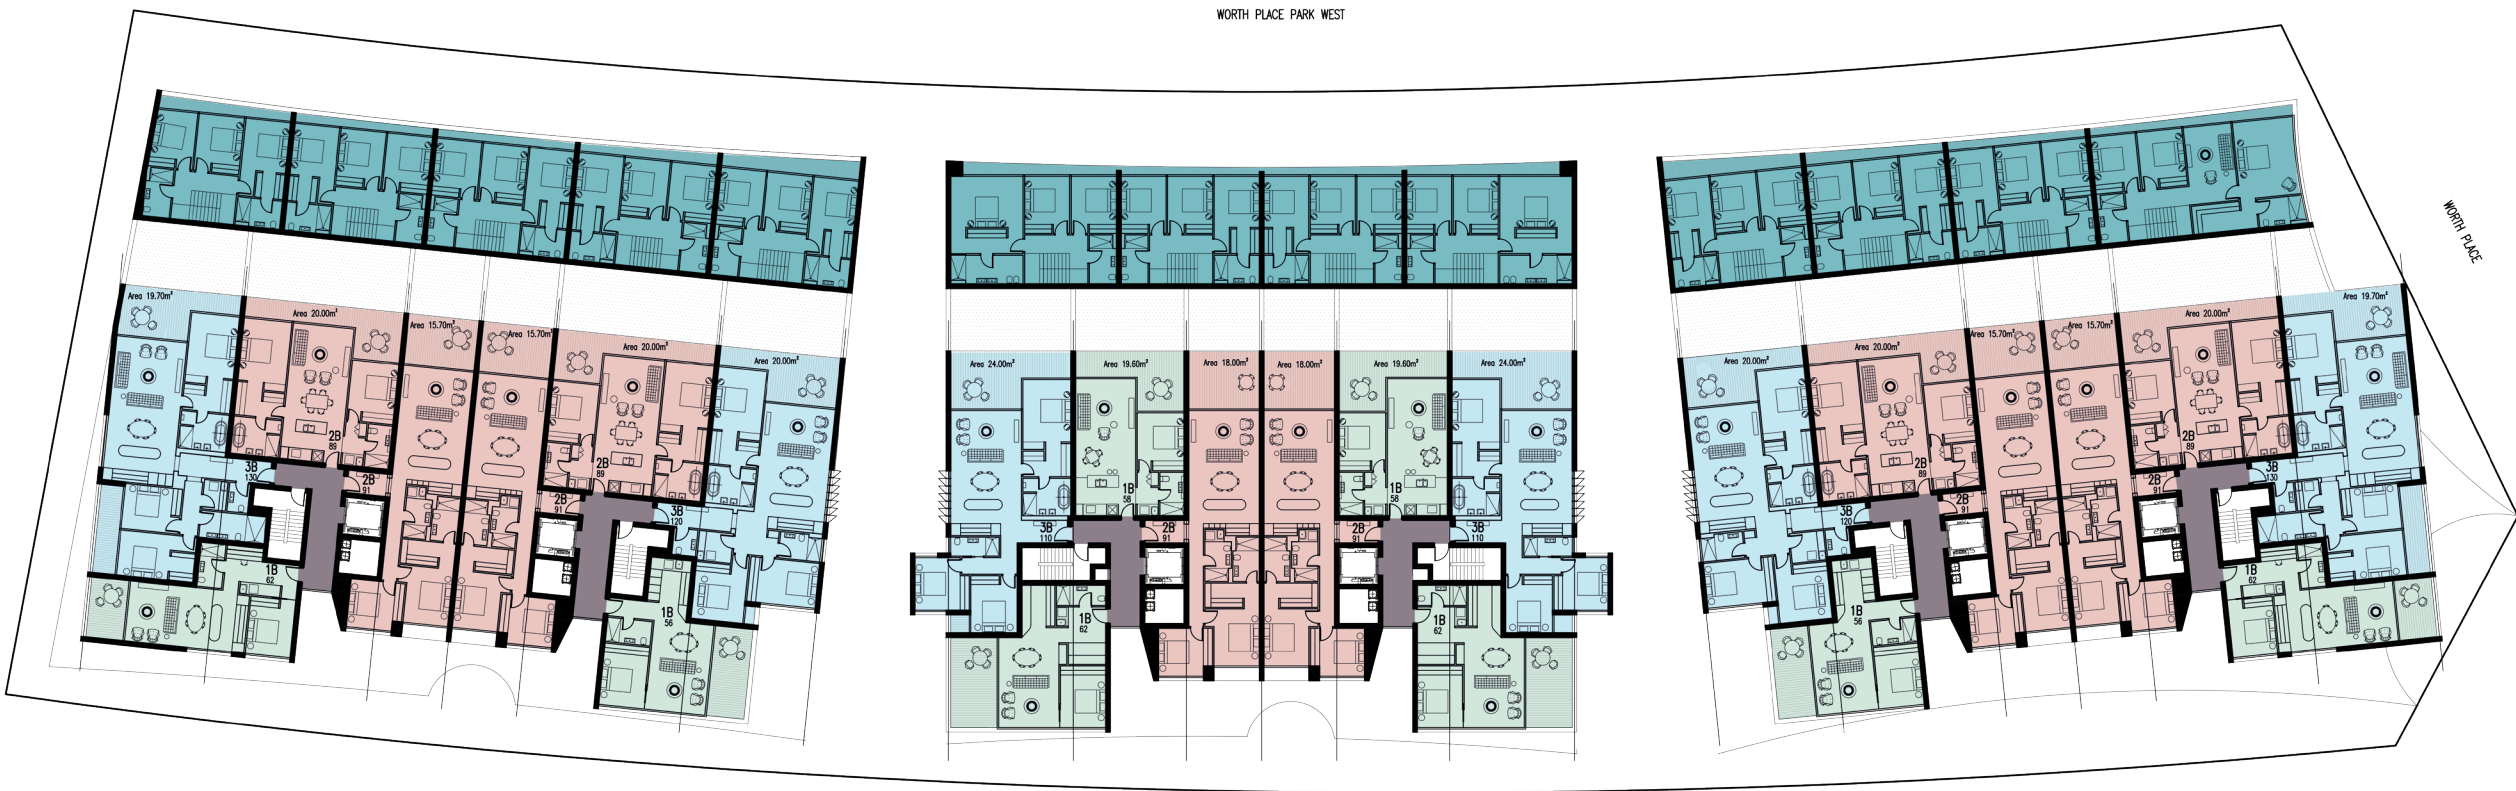 WORTH PLACE PARK WEST
WORTH PLACE
Area 19.70m²
Area 20.00m²
Area 15.70m²
Area 15.70m²
Area 20.00m²
Area 20.00m²
2B
89
3B
130
2B
91
2B
89
2B
91
3B
120
1B
62
1B
56
Area 24.00m²
Area 19.60m²
Area 18.00m²
Area 18.00m²
Area 19.60m²
Area 24.00m²
1B
58
1B
58
3B
110
2B
91
2B
91
3B
110
1B
62
1B
62
Area 20.00m²
Area 20.00m²
Area 15.70m²
Area 15.70m²
Area 20.00m²
Area 19.70m²
2B
89
2B
89
3B
120
2B
91
2B
91
3B
130
1B
56
1B
62